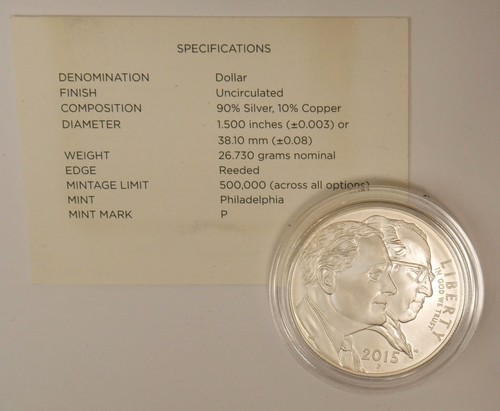 SPECIFICATIONS
DENOMINATION Dollar
FINISH Uncirculated
COMPOSITION 90% Silver, 10% Copper
DIAMETER 1.500 inches (±0.003) or
38.10 mm (±0.08)
WEIGHT 26.730 grams nominal
EDGE Reeded
MINTAGE LIMIT 500,000 (across all options)
MINT Philadelphia
MINT MARK P
LIBERTY
IN GOD WE TRUST
2015
P